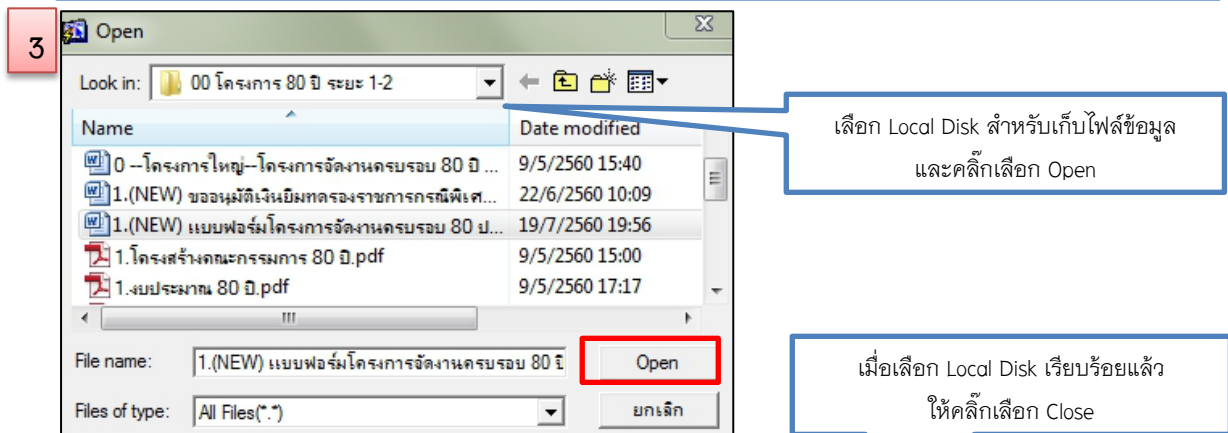 3
Open
Look in: 00 โครงการ 80 ปี ระยะ 1-2
Name Date modified
0 --โครงการใหญ่--โครงการจัดงานครบรอบ 80 ปี ... 9/5/2560 15:40
1.(NEW) ขออนุมัติเงินยืมทดรองราชการกรณีพิเศ... 22/6/2560 10:09
1.(NEW) แบบฟอร์มโครงการจัดงานครบรอบ 80 ป... 19/7/2560 19:56
1.โครงสร้างคณะกรรมการ 80 ปี.pdf 9/5/2560 15:00
1.งบประมาณ 80 ปี.pdf 9/5/2560 17:17
File name: 1.(NEW) แบบฟอร์มโครงการจัดงานครบรอบ 80 ปี Open
Files of type: All Files(*.*) ยกเลิก
เลือก Local Disk สำหรับเก็บไฟล์ข้อมูล
และคลิ๊กเลือก Open
เมื่อเลือก Local Disk เรียบร้อยแล้ว
ให้คลิ๊กเลือก Close